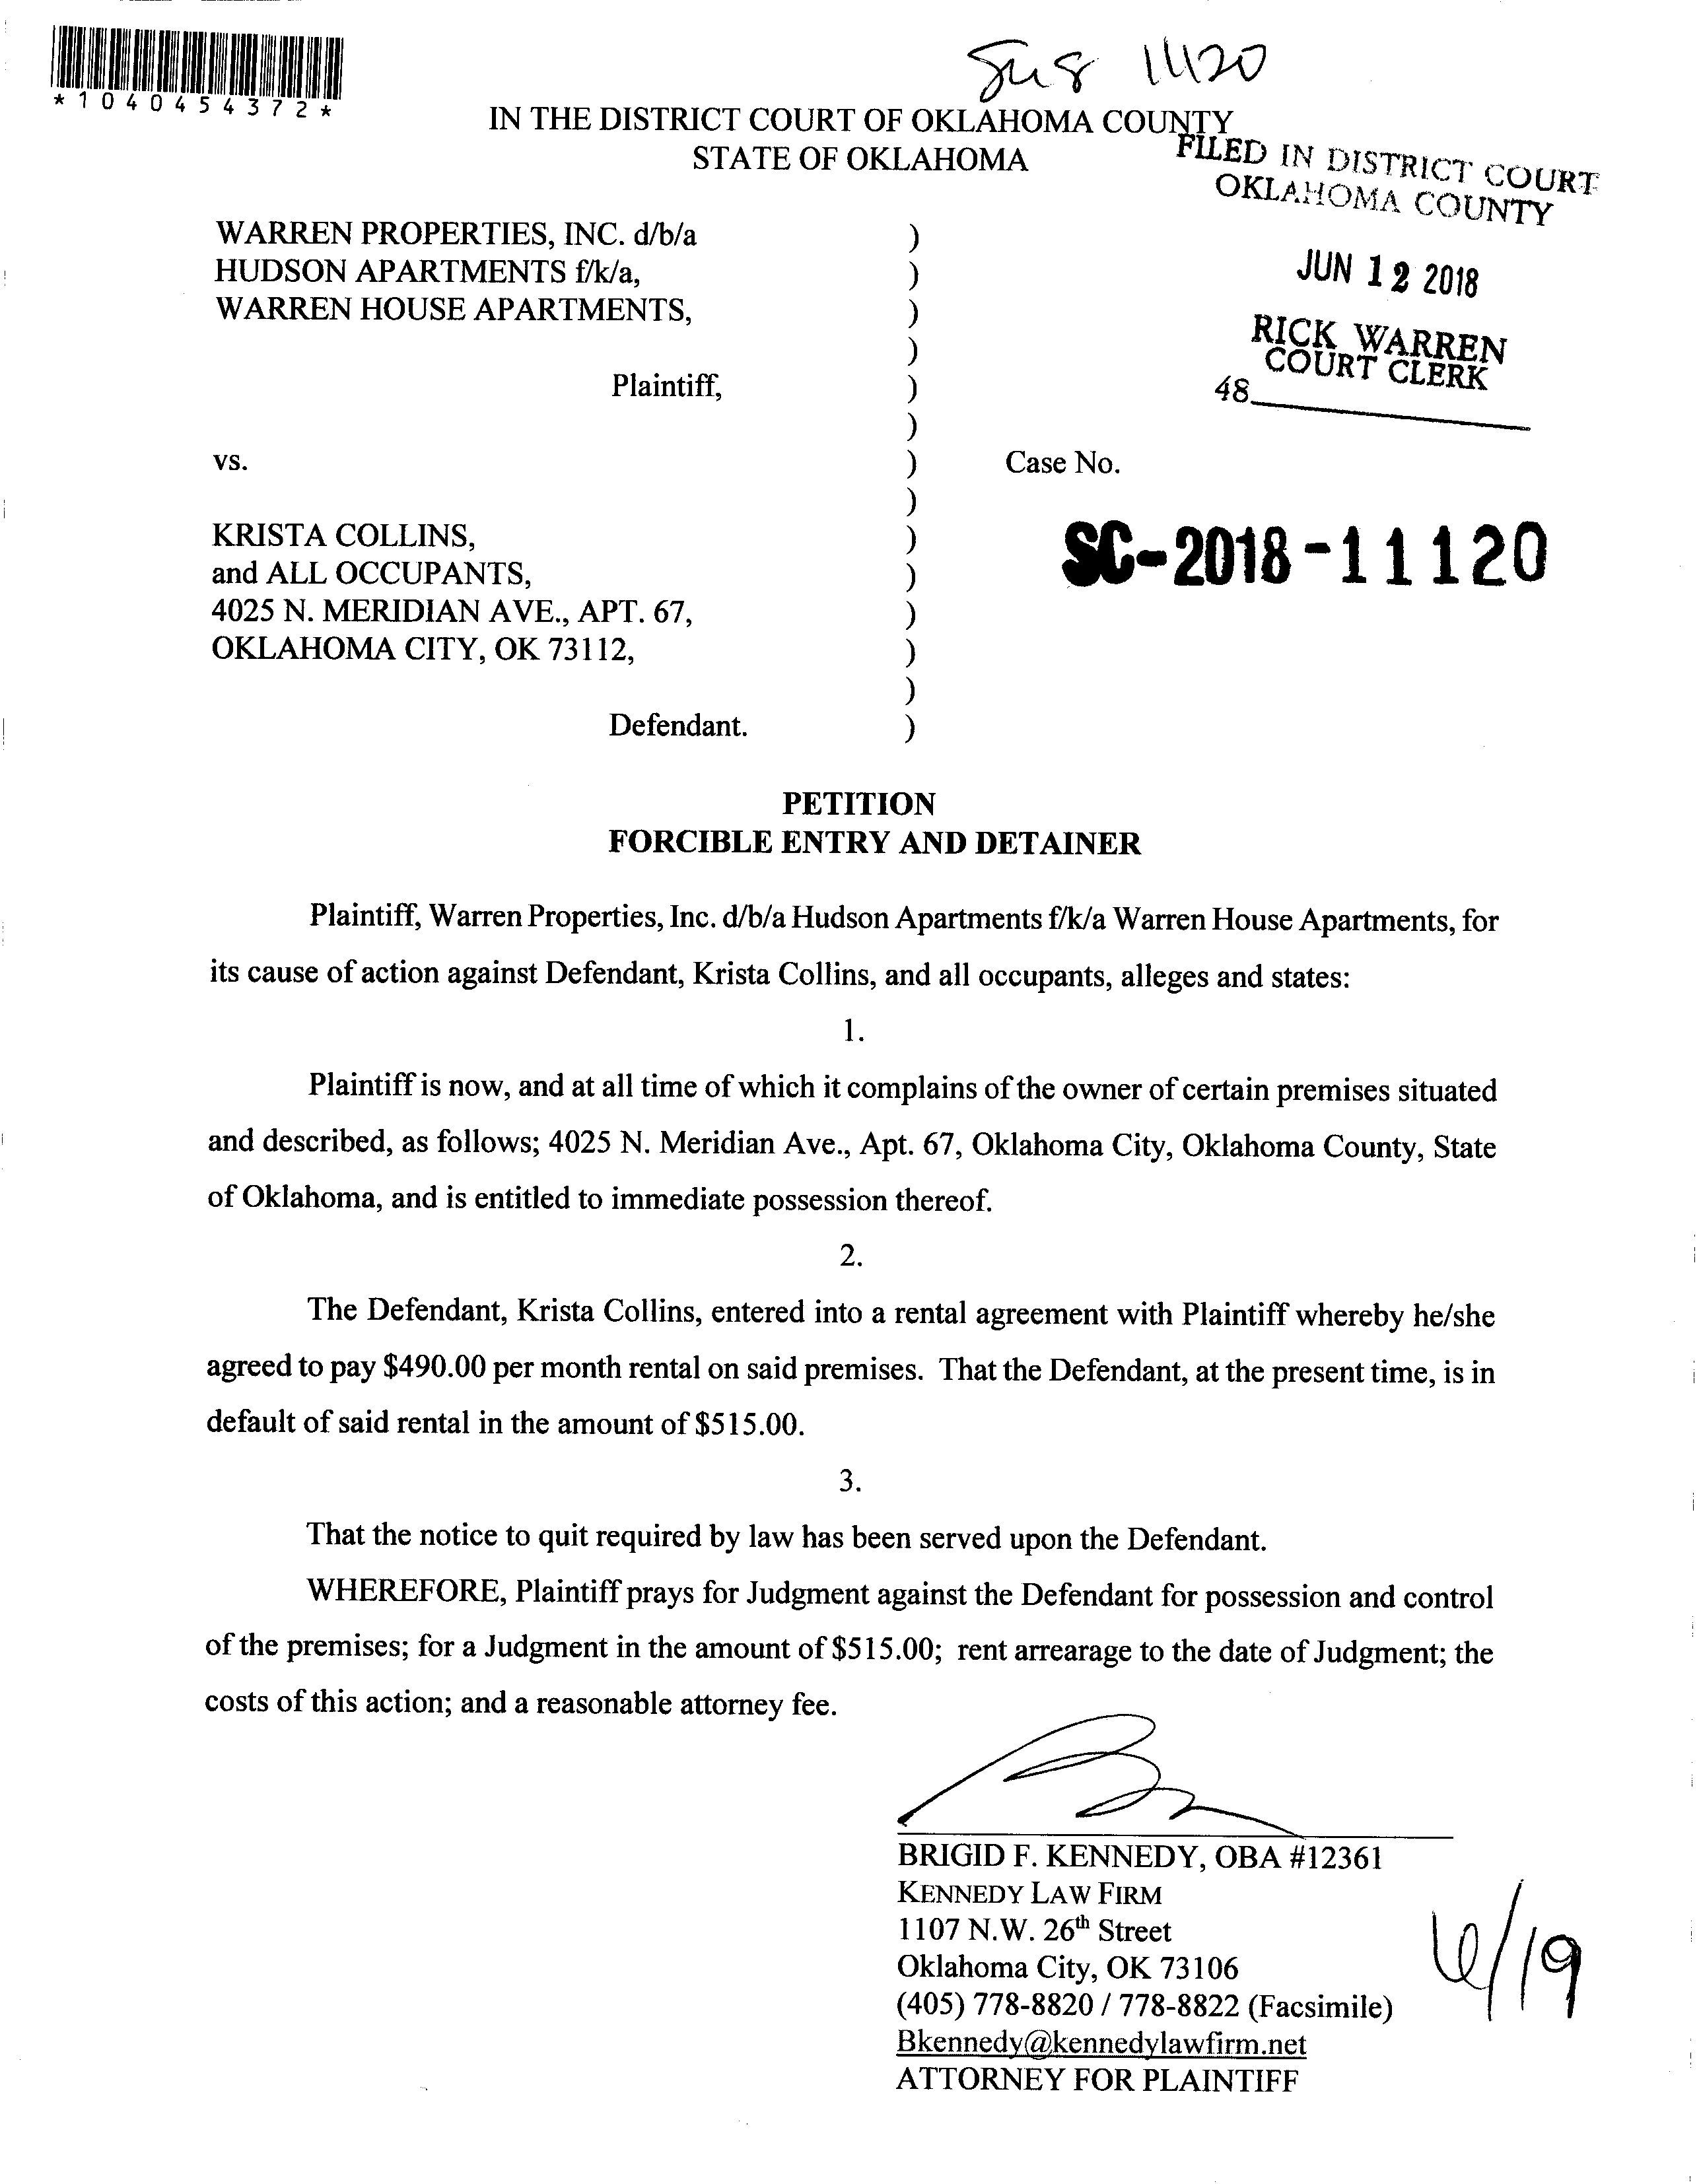 *1040454372*
11120
IN THE DISTRICT COURT OF OKLAHOMA COUNTY
STATE OF OKLAHOMA
FILED IN DISTRICT COURT
OKLAHOMA COUNTY
JUN 12 2018
RICK WARREN
COURT CLERK
48
WARREN PROPERTIES, INC. d/b/a )
HUDSON APARTMENTS f/k/a, )
WARREN HOUSE APARTMENTS, )
)
Plaintiff, )
)
vs. ) Case No.
)
KRISTA COLLINS, ) SC-2018-11120
and ALL OCCUPANTS, )
4025 N. MERIDIAN AVE., APT. 67, )
OKLAHOMA CITY, OK 73112, )
)
Defendant. )
PETITION
FORCIBLE ENTRY AND DETAINER
Plaintiff, Warren Properties, Inc. d/b/a Hudson Apartments f/k/a Warren House Apartments, for
its cause of action against Defendant, Krista Collins, and all occupants, alleges and states:
1.
Plaintiff is now, and at all time of which it complains of the owner of certain premises situated
and described, as follows; 4025 N. Meridian Ave., Apt. 67, Oklahoma City, Oklahoma County, State
of Oklahoma, and is entitled to immediate possession thereof.
2.
The Defendant, Krista Collins, entered into a rental agreement with Plaintiff whereby he/she
agreed to pay $490.00 per month rental on said premises. That the Defendant, at the present time, is in
default of said rental in the amount of $515.00.
3.
That the notice to quit required by law has been served upon the Defendant.
WHEREFORE, Plaintiff prays for Judgment against the Defendant for possession and control
of the premises; for a Judgment in the amount of $515.00; rent arrearage to the date of Judgment; the
costs of this action; and a reasonable attorney fee.
BRIGID F. KENNEDY, OBA #12361
KENNEDY LAW FIRM
1107 N.W. 26th Street
Oklahoma City, OK 73106
(405) 778-8820 / 778-8822 (Facsimile)
Bkennedy@kennedylawfirm.net
ATTORNEY FOR PLAINTIFF
6/19